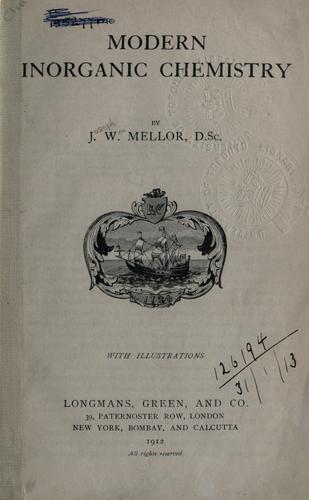 MODERN
INORGANIC CHEMISTRY
BY
J. W. MELLOR, D.Sc.
WITH ILLUSTRATIONS
126194
31/1/13
LONGMANS, GREEN, AND CO.
39, PATERNOSTER ROW, LONDON
NEW YORK, BOMBAY, AND CALCUTTA
1912
All rights reserved